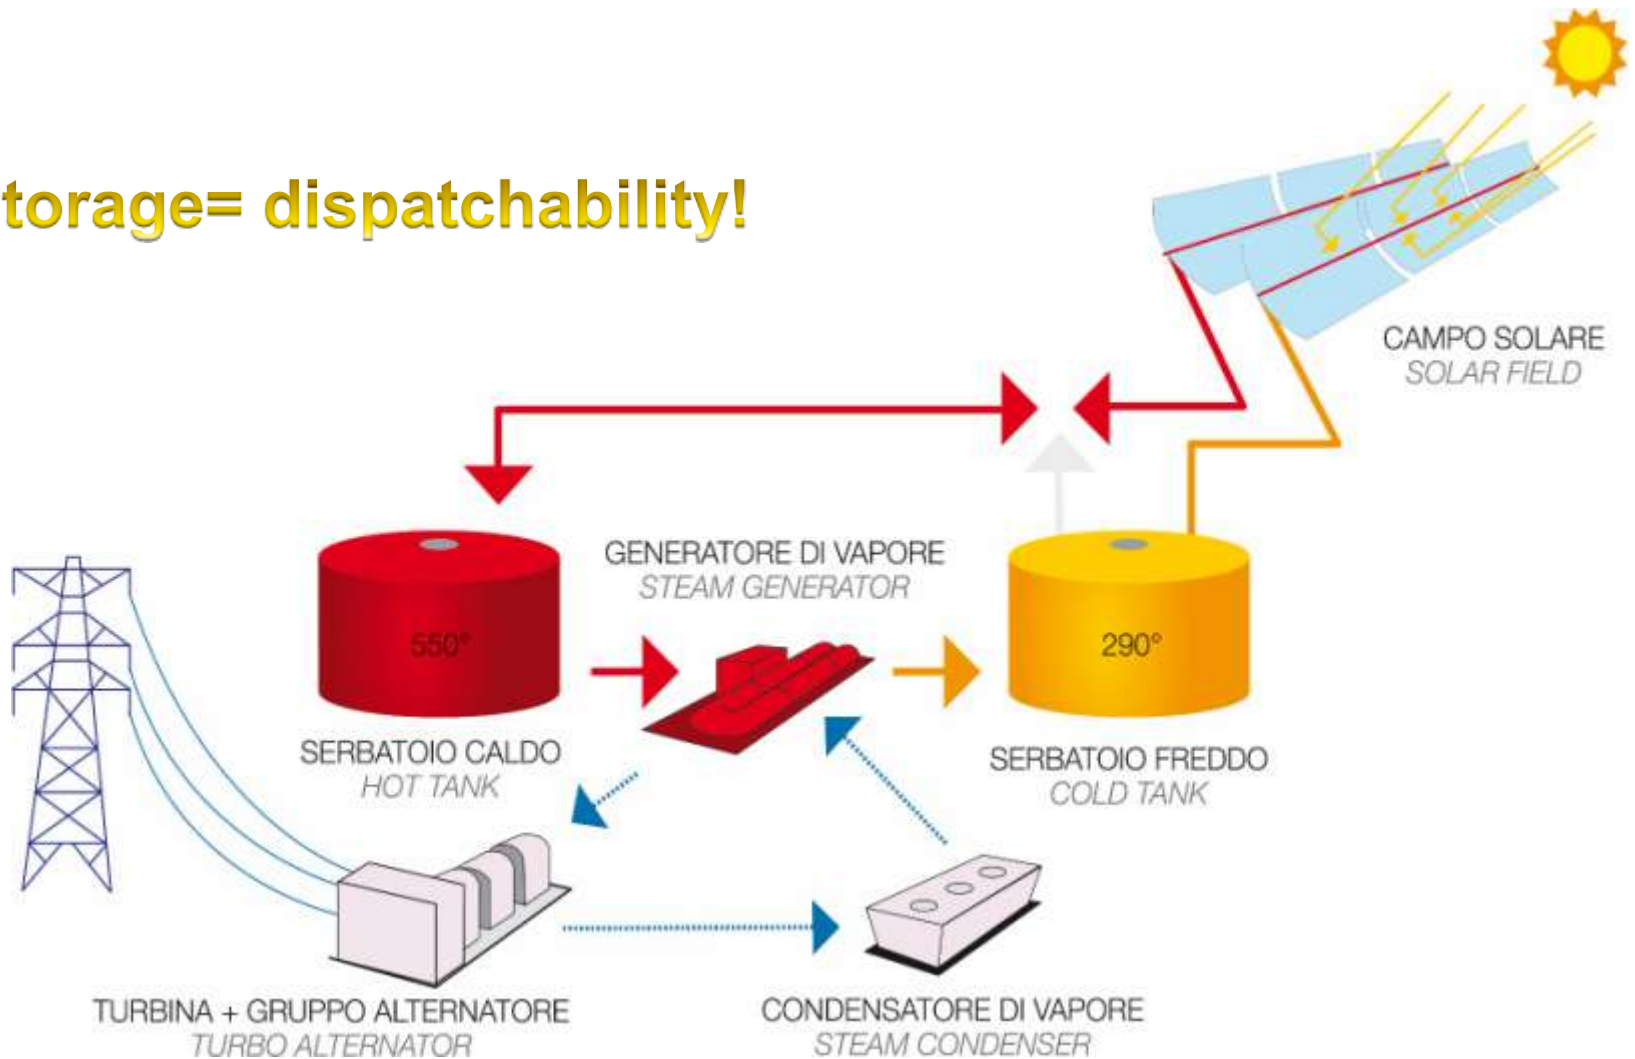 torage= dispatchability!
CAMPO SOLARE
SOLAR FIELD
GENERATORE DI VAPORE
STEAM GENERATOR
550°
290°
SERBATOIO CALDO
HOT TANK
SERBATOIO FREDDO
COLD TANK
TURBINA + GRUPPO ALTERNATORE
TURBO ALTERNATOR
CONDENSATORE DI VAPORE
STEAM CONDENSER